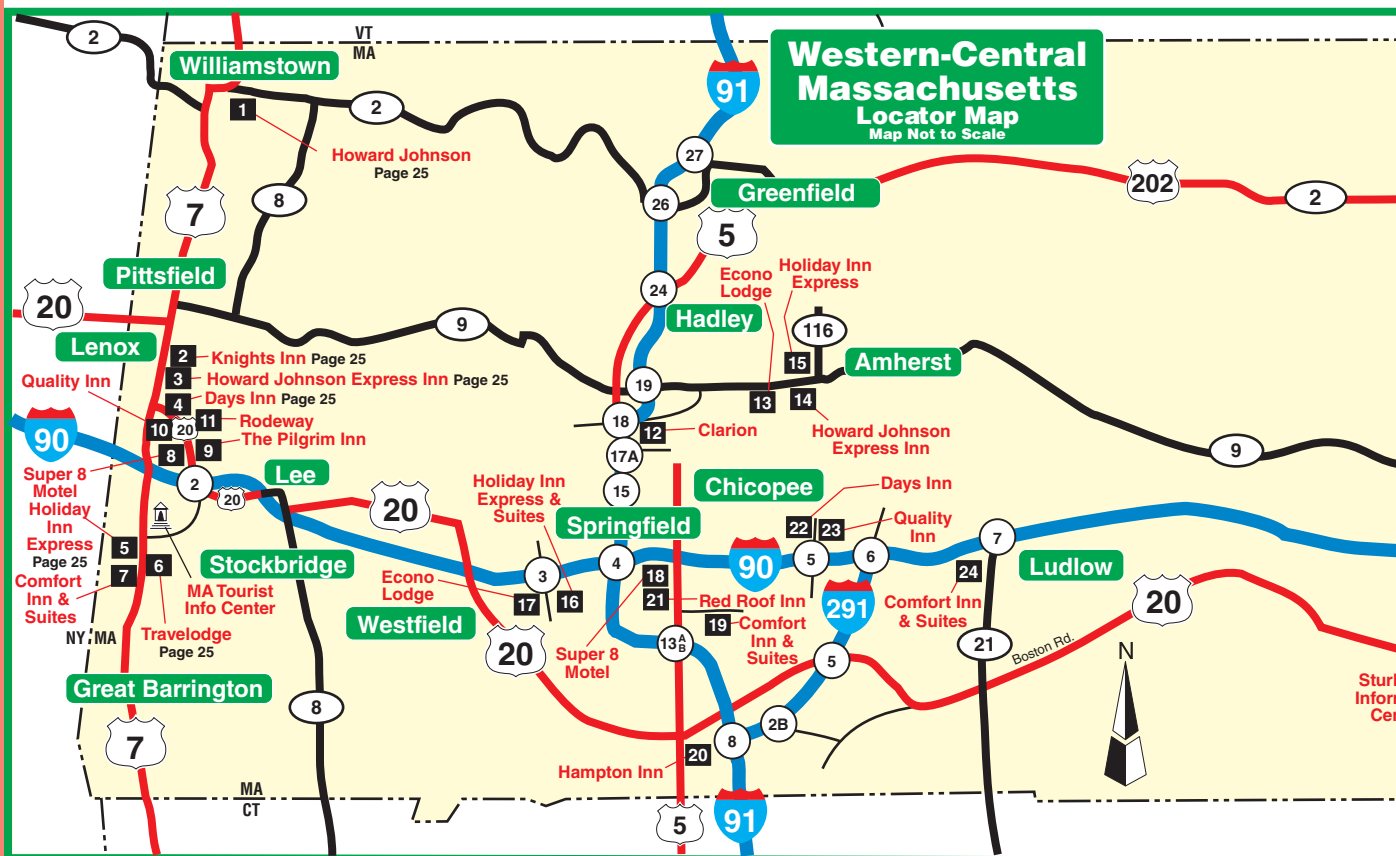 Western-Central
Massachusetts
Locator Map
Map Not to Scale
VT
MA
2
Williamstown
91
1
2
27
Howard Johnson
Page 25
Greenfield
202
2
7
8
26
5
Pittsfield
20
24
Econo
Lodge
Holiday Inn
Express
Hadley
9
116
Lenox
15
Amherst
2
Knights Inn Page 25
3
Howard Johnson Express Inn Page 25
Quality Inn
4
Days Inn Page 25
19
13
14
90
10
20
11
Rodeway
18
12
Clarion
Howard Johnson
Express Inn
8
9
The Pilgrim Inn
17A
9
Super 8
Motel
Lee
2
20
15
Holiday Inn
Express &
Suites
Chicopee
Days Inn
20
Springfield
22
23
Quality
Inn
Holiday
Inn
Express
Page 25
5
Stockbridge
3
4
90
5
6
7
Ludlow
Comfort
Inn &
Suites
7
6
MA Tourist
Info Center
Econo
Lodge
17
16
18
21
Red Roof Inn
291
24
Comfort Inn
& Suites
20
Westfield
19
Comfort
Inn &
Suites
NY
MA
Travelodge
Page 25
20
Super 8
Motel
13 A B
5
21
Boston Rd.
N
Great Barrington
8
2B
8
7
20
Hampton Inn
MA
CT
5
91